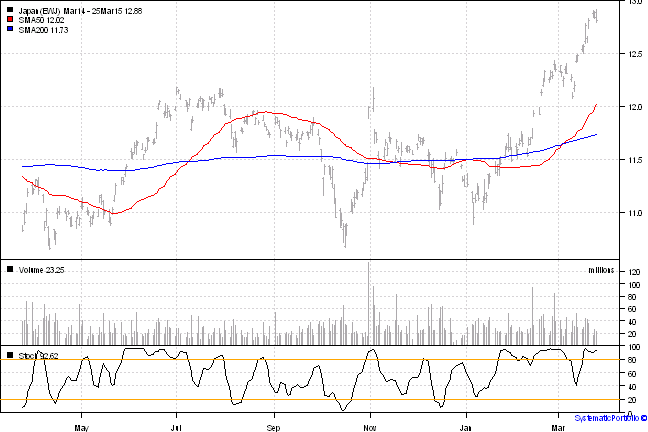 Japan (EWJ) Mar14 - 25Mar15 12.88
SMA50 12.02
SMA200 11.73
13.0
12.5
12.0
11.5
11.0
Volume 23.25
millions
120
100
80
60
40
20
Stoch 92.62
100
80
60
40
20
0
May Jul Sep Nov Jan Mar
SystematicPortfolio ©